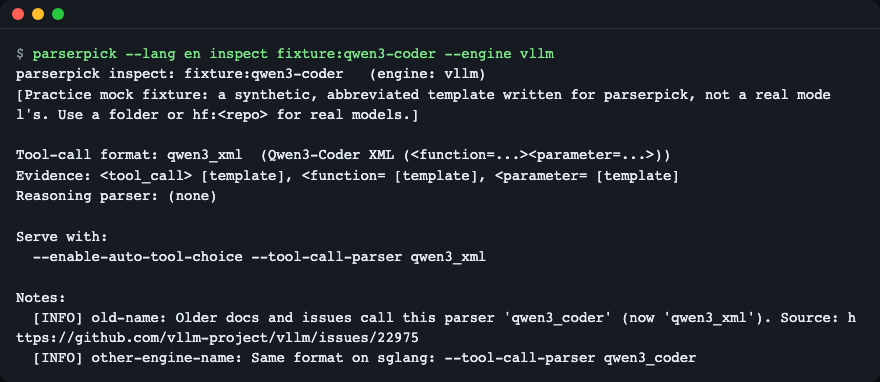 $ parserpick --lang en inspect fixture:qwen3-coder --engine vllm
parserpick inspect: fixture:qwen3-coder   (engine: vllm)
[Practice mock fixture: a synthetic, abbreviated template written for parserpick, not a real mode
l's. Use a folder or hf:<repo> for real models.]

Tool-call format: qwen3_xml  (Qwen3-Coder XML (<function=...><parameter=...>))
Evidence: <tool_call> [template], <function= [template], <parameter= [template]
Reasoning parser: (none)

Serve with:
  --enable-auto-tool-choice --tool-call-parser qwen3_xml

Notes:
  [INFO] old-name: Older docs and issues call this parser 'qwen3_coder' (now 'qwen3_xml'). Source: h
ttps://github.com/vllm-project/vllm/issues/22975
  [INFO] other-engine-name: Same format on sglang: --tool-call-parser qwen3_coder